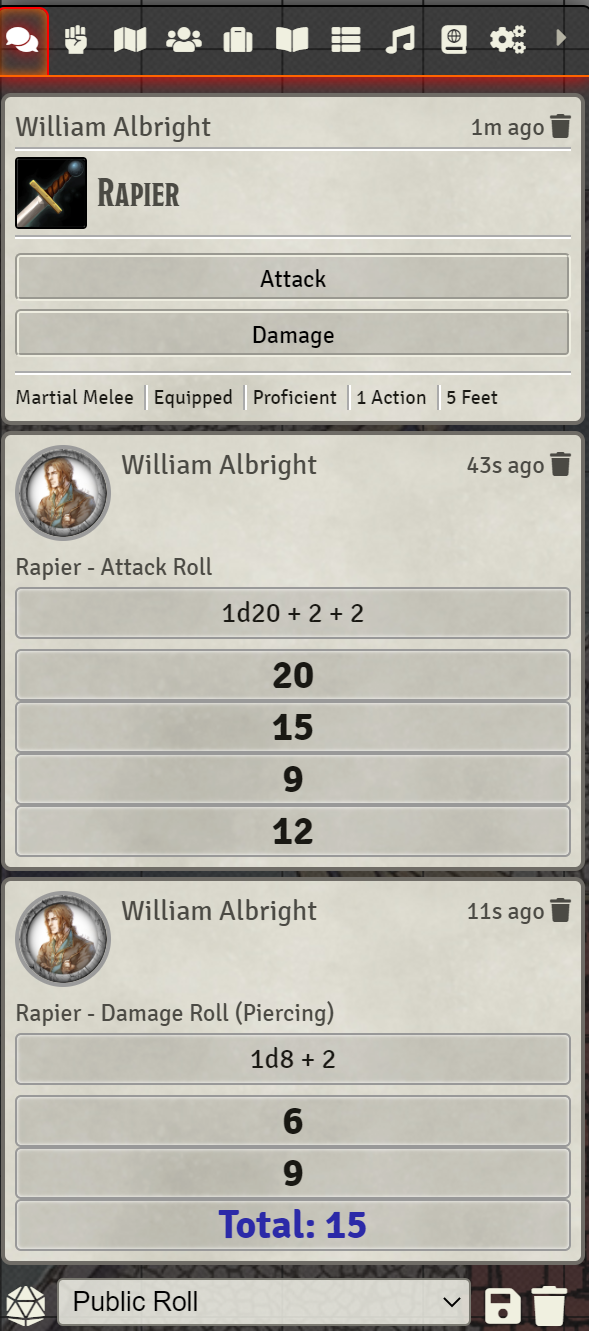 William Albright 1m ago
Rapier
Attack
Damage
Martial Melee Equipped Proficient 1 Action 5 Feet
William Albright 43s ago
Rapier - Attack Roll
1d20 + 2 + 2
20
15
9
12
William Albright 11s ago
Rapier - Damage Roll (Piercing)
1d8 + 2
6
9
Total: 15
Public Roll